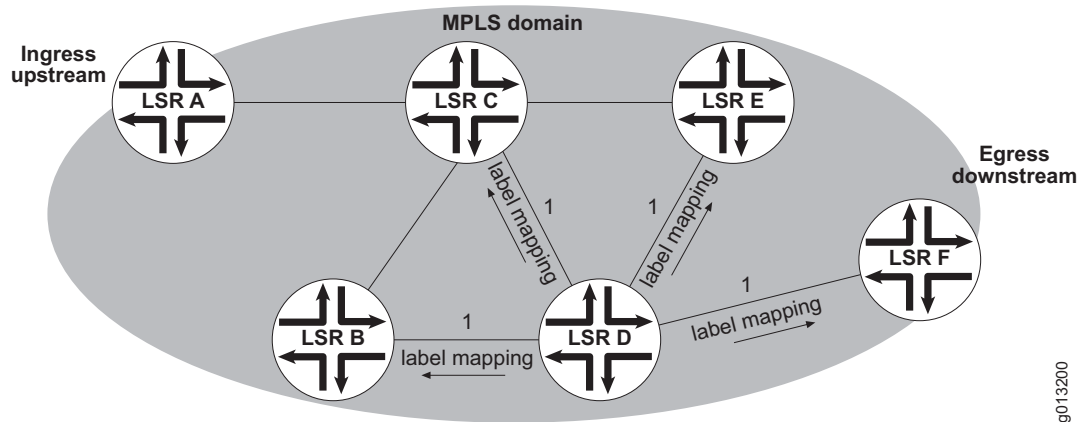 MPLS domain
Ingress
upstream
LSR A
LSR C
LSR E
Egress
downstream
label mapping
1
1
label mapping
LSR F
1
label mapping
LSR B
1
label mapping
LSR D
g013200